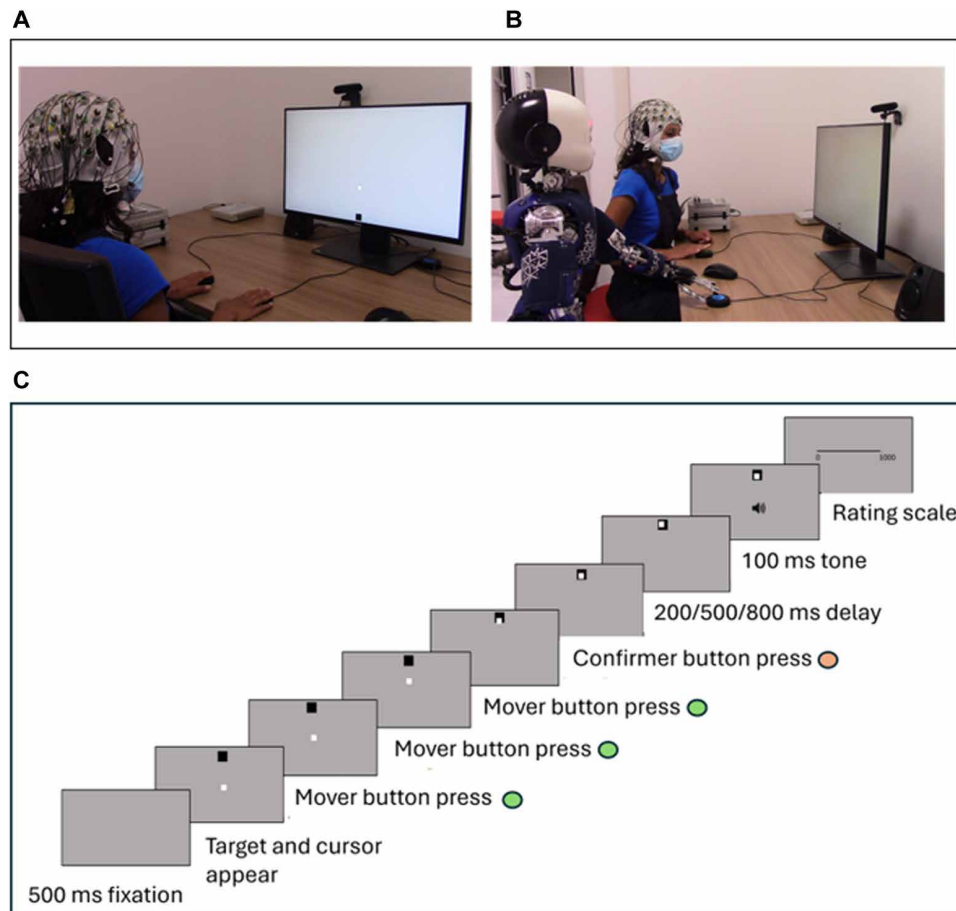 A
B
C
0 1000
Rating scale
100 ms tone
200/500/800 ms delay
Confirmer button press
Mover button press
Mover button press
Mover button press
Target and cursor
appear
500 ms fixation